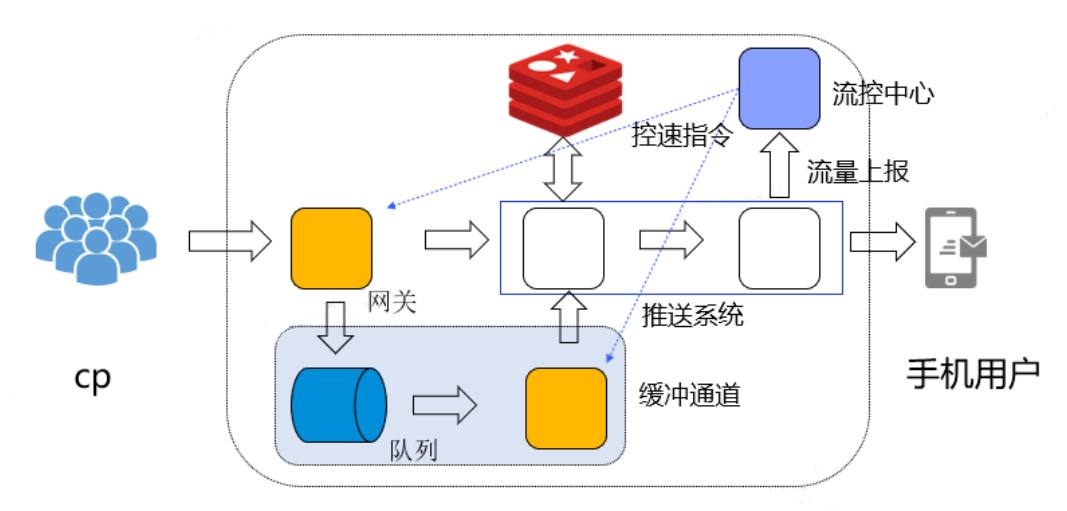 流控中心
控速指令
流量上报
网关
推送系统
cp
手机用户
缓冲通道
队列